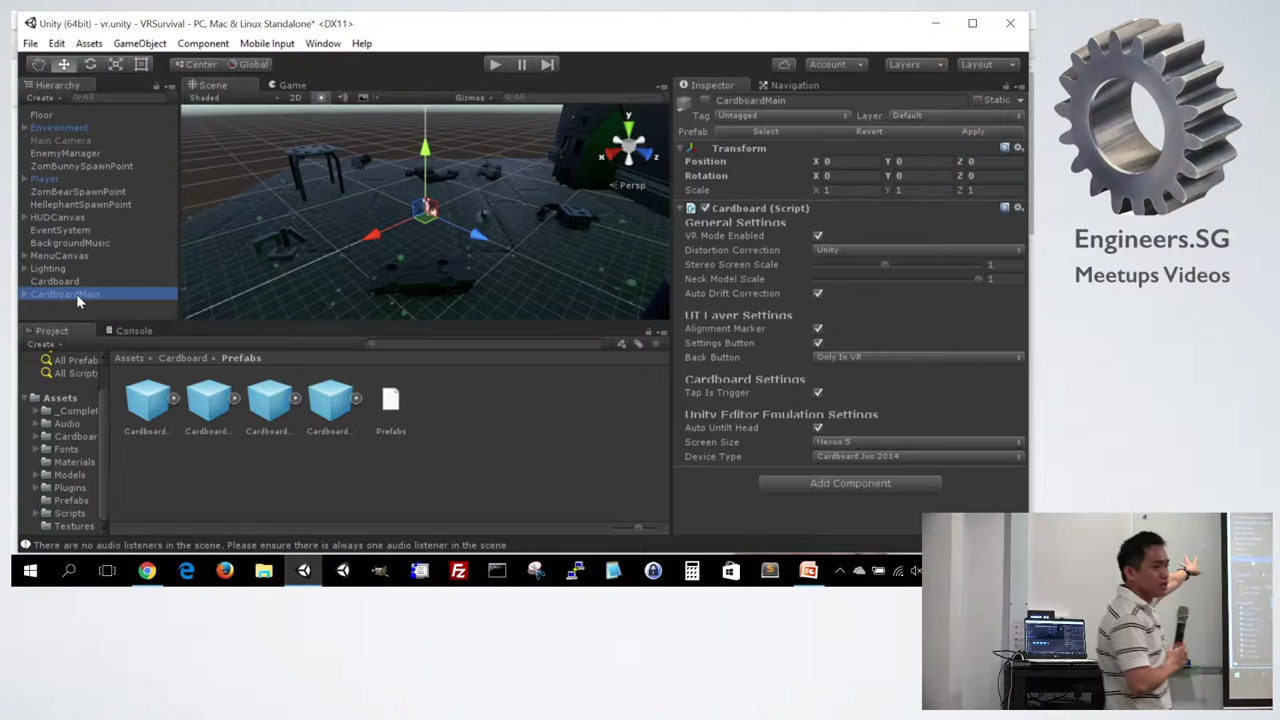 Unity (64bit) - vr.unity - VRSurvival - PC, Mac & Linux Standalone* <DX11>
File Edit Assets GameObject Component Mobile Input Window Help
Center Global Account Layers Layout
Hierarchy Scene Game Inspector Navigation
Create All Shaded 2D Gizmos All CardboardMain Static
Tag Untagged Layer Default
Prefab Select Revert Apply
Floor
Environment
Main Camera
EnemyManager
ZomBunnySpawnPoint
Player
ZomBearSpawnPoint
HellephantSpawnPoint
HUDCanvas
EventSystem
BackgroundMusic
MenuCanvas
Lighting
Cardboard
CardboardMain
y
x
z
Persp
Transform
Position X 0 Y 0 Z 0
Rotation X 0 Y 0 Z 0
Scale X 1 Y 1 Z 1
Cardboard (Script)
General Settings
VR Mode Enabled
Distortion Correction Unity
Stereo Screen Scale 1
Neck Model Scale 1
Auto Drift Correction
UI Layer Settings
Alignment Marker
Settings Button
Back Button Only In VR
Cardboard Settings
Tap Is Trigger
Unity Editor Emulation Settings
Auto Untilt Head
Screen Size Nexus 5
Device Type Cardboard Jun 2014
Add Component
Project Console
Create
All Prefab
All Scripts
Assets
_Complet
Audio
Cardboar
Fonts
Materials
Models
Plugins
Prefabs
Scripts
Textures
Assets Cardboard Prefabs
Cardboard... Cardboard... Cardboard... Cardboard... Prefabs
There are no audio listeners in the scene. Please ensure there is always one audio listener in the scene
Engineers.SG
Meetups Videos